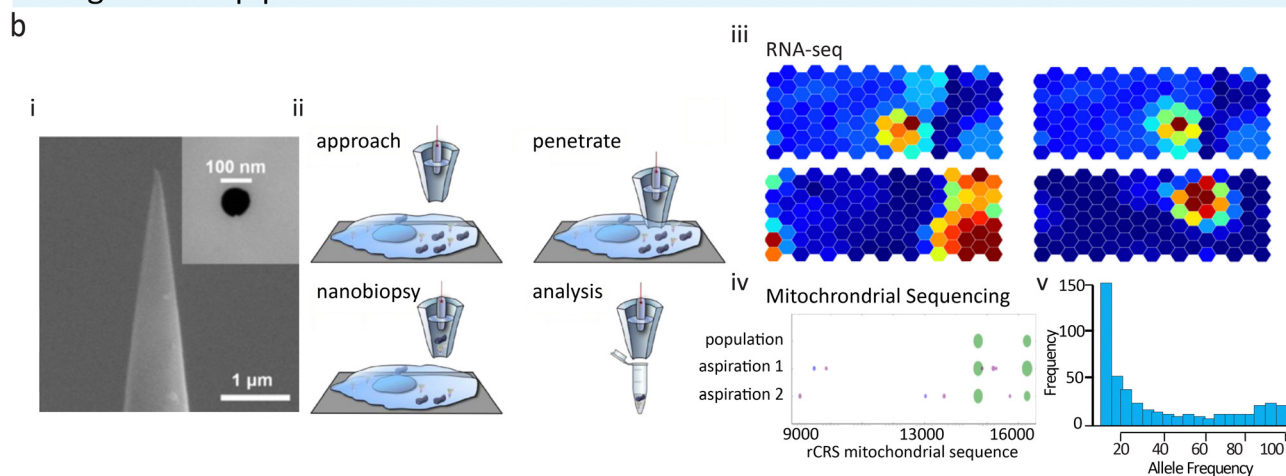 b
i
100 nm
1 µm
ii
approach
penetrate
nanobiopsy
analysis
iii
RNA-seq
iv
Mitochrondrial Sequencing
population
aspiration 1
aspiration 2
9000 13000 16000
rCRS mitochondrial sequence
v
150
100
50
0
Frequency
20 40 60 80 100
Allele Frequency